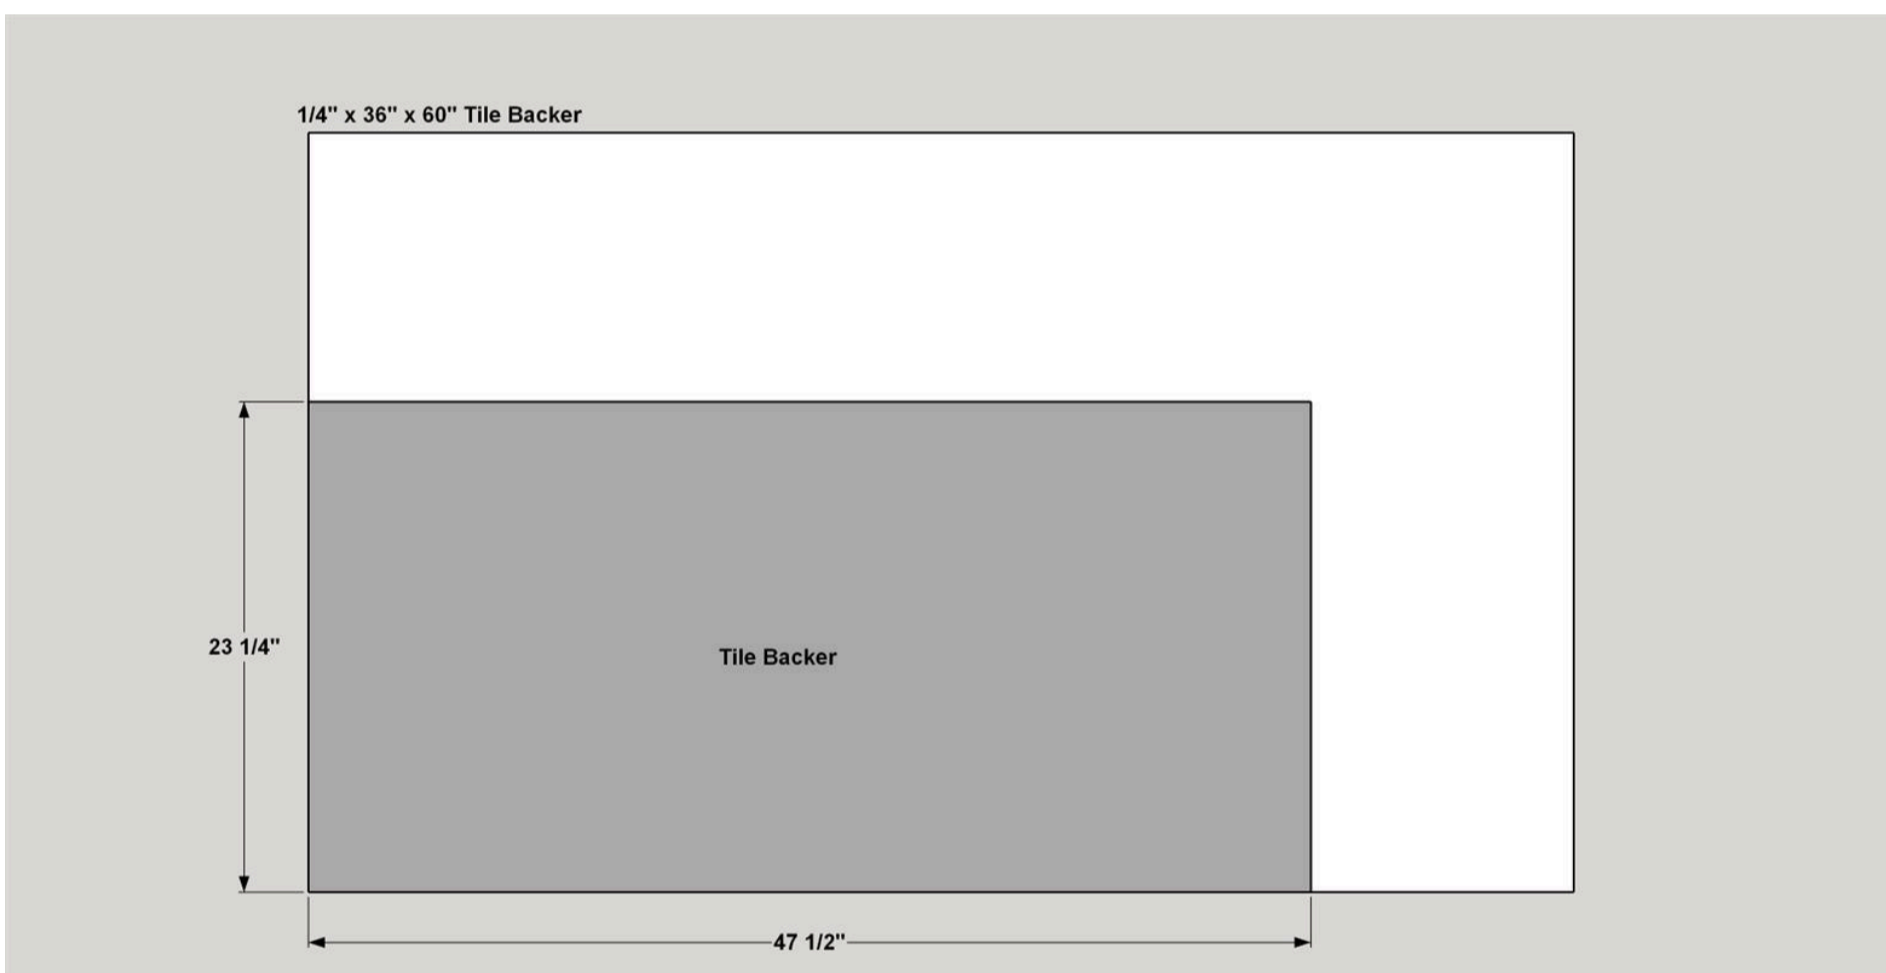 1/4" x 36" x 60" Tile Backer
23 1/4"
Tile Backer
47 1/2"